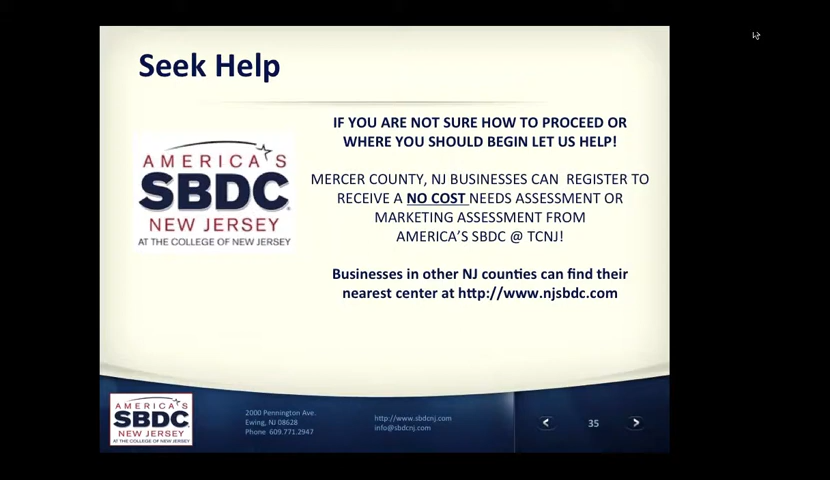 Seek Help
IF YOU ARE NOT SURE HOW TO PROCEED OR
WHERE YOU SHOULD BEGIN LET US HELP!
AMERICA'S
SBDC
NEW JERSEY
AT THE COLLEGE OF NEW JERSEY
MERCER COUNTY, NJ BUSINESSES CAN REGISTER TO
RECEIVE A NO COST NEEDS ASSESSMENT OR
MARKETING ASSESSMENT FROM
AMERICA'S SBDC @ TCNJ!
Businesses in other NJ counties can find their
nearest center at http://www.njsbdc.com
AMERICA'S
SBDC
NEW JERSEY
AT THE COLLEGE OF NEW JERSEY
2000 Pennington Ave.
Ewing, NJ 08628
Phone 609.771.2947
http://www.sbdcnj.com
info@sbdcnj.com
35